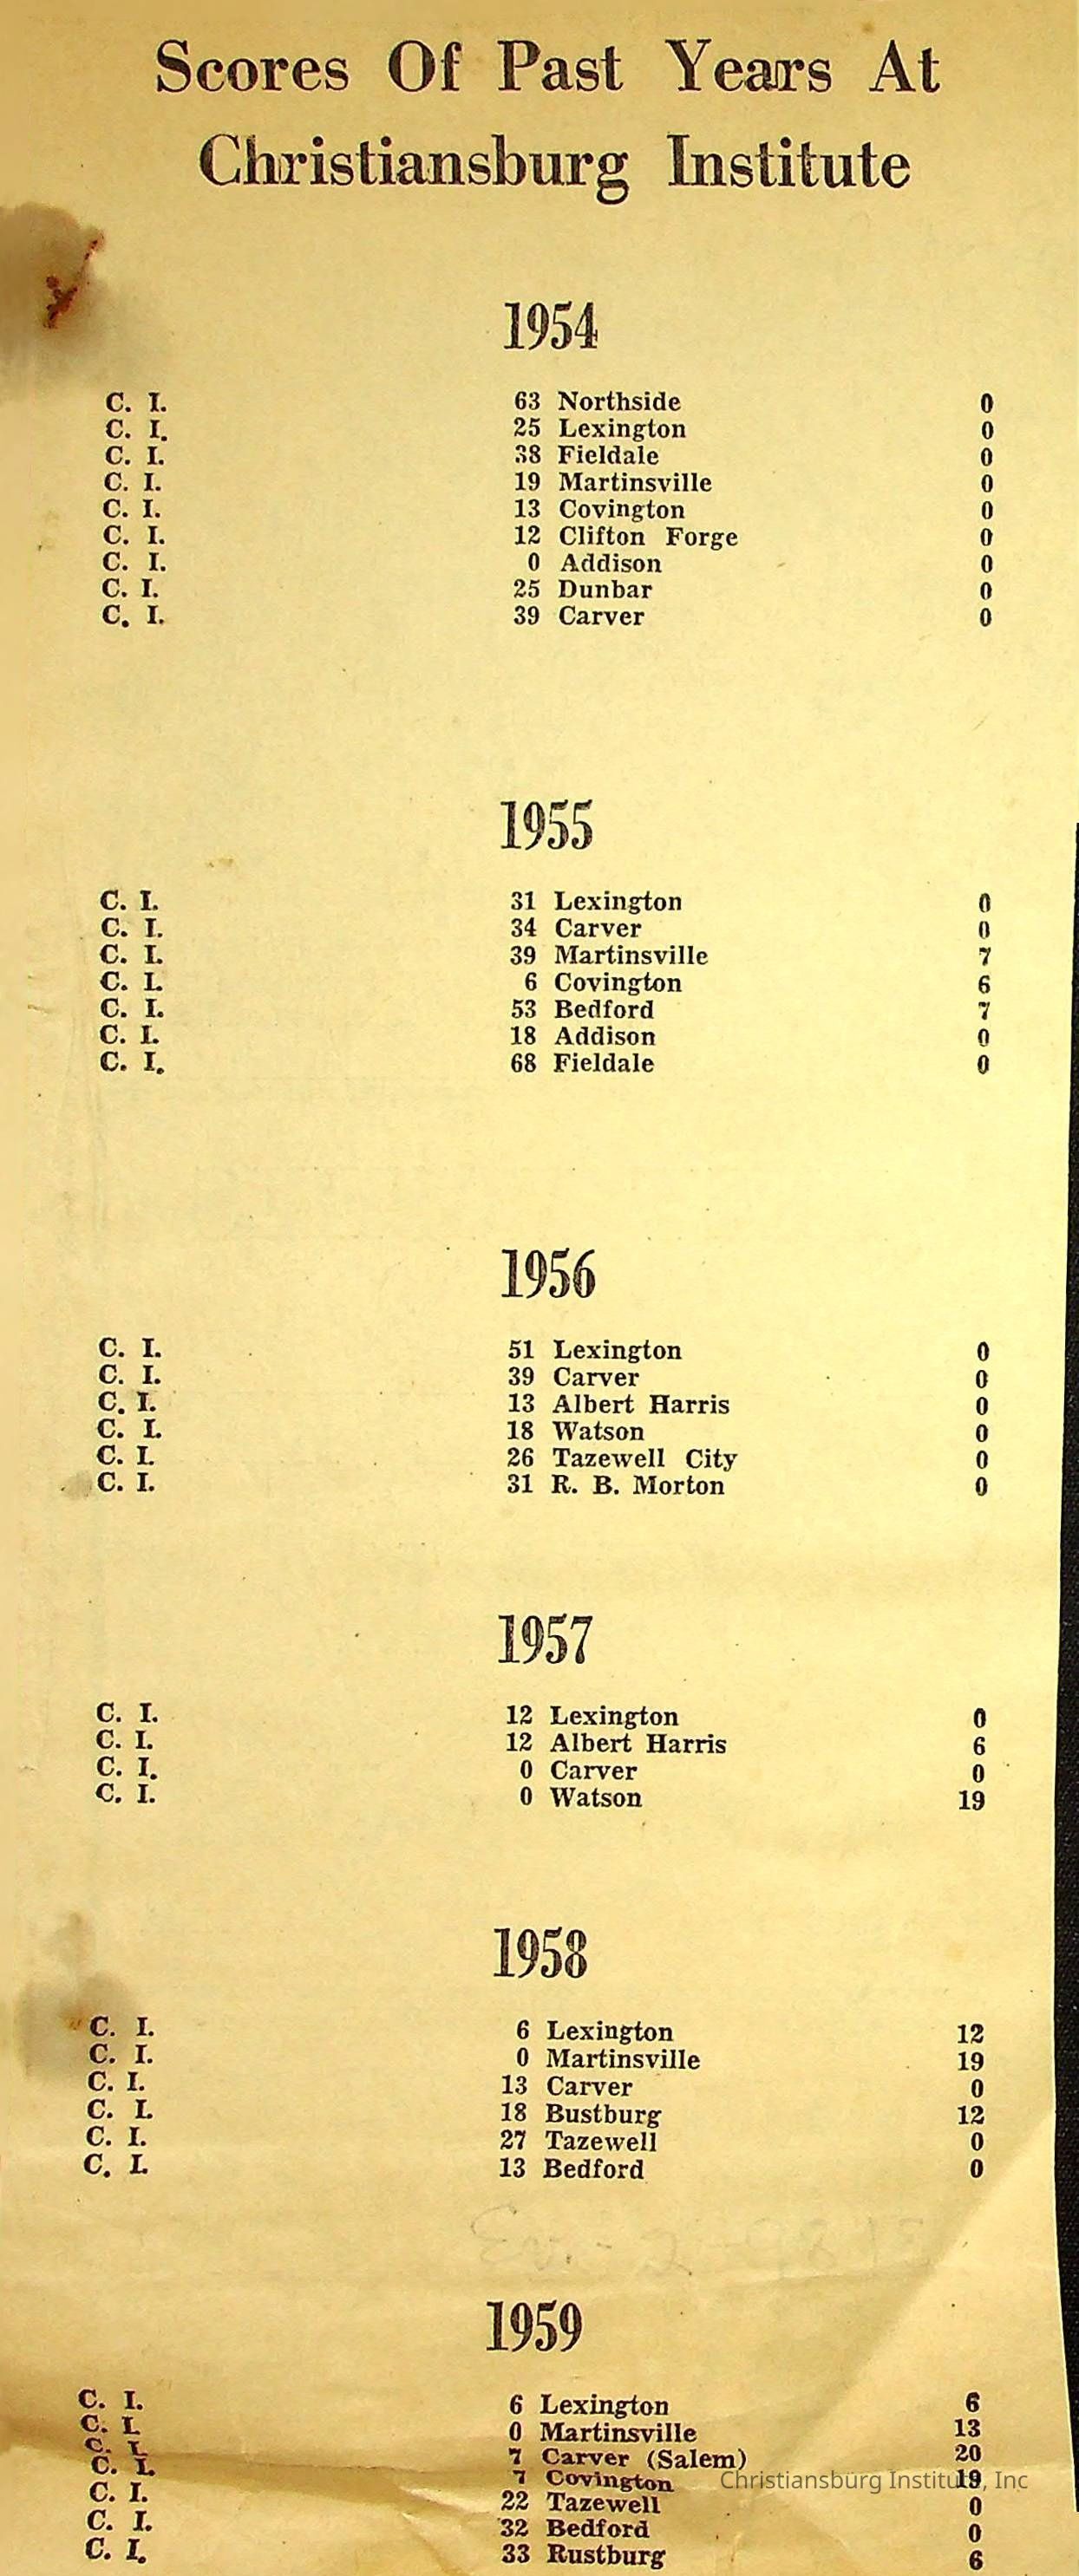 Scores Of Past Years At
Christiansburg Institute
1954
C. I. 63 Northside 0
C. I. 25 Lexington 0
C. I. 38 Fieldale 0
C. I. 19 Martinsville 0
C. I. 13 Covington 0
C. I. 12 Clifton Forge 0
C. I. 0 Addison 0
C. I. 25 Dunbar 0
C. I. 39 Carver 0
1955
C. I. 31 Lexington 0
C. I. 34 Carver 0
C. I. 39 Martinsville 7
C. I. 6 Covington 6
C. I. 53 Bedford 7
C. I. 18 Addison 0
C. I. 68 Fieldale 0
1956
C. I. 51 Lexington 0
C. I. 39 Carver 0
C. I. 13 Albert Harris 0
C. I. 18 Watson 0
C. I. 26 Tazewell City 0
C. I. 31 R. B. Morton 0
1957
C. I. 12 Lexington 0
C. I. 12 Albert Harris 6
C. I. 0 Carver 0
C. I. 0 Watson 19
1958
C. I. 6 Lexington 12
C. I. 0 Martinsville 19
C. I. 13 Carver 0
C. I. 18 Bustburg 12
C. I. 27 Tazewell 0
C. I. 13 Bedford 0
1959
C. I. 6 Lexington 6
C. I. 0 Martinsville 13
C. I. 7 Carver (Salem) 20
C. I. 7 Covington 19
Christiansburg Institute, Inc
C. I. 22 Tazewell 0
C. I. 32 Bedford 0
C. I. 33 Rustburg 6